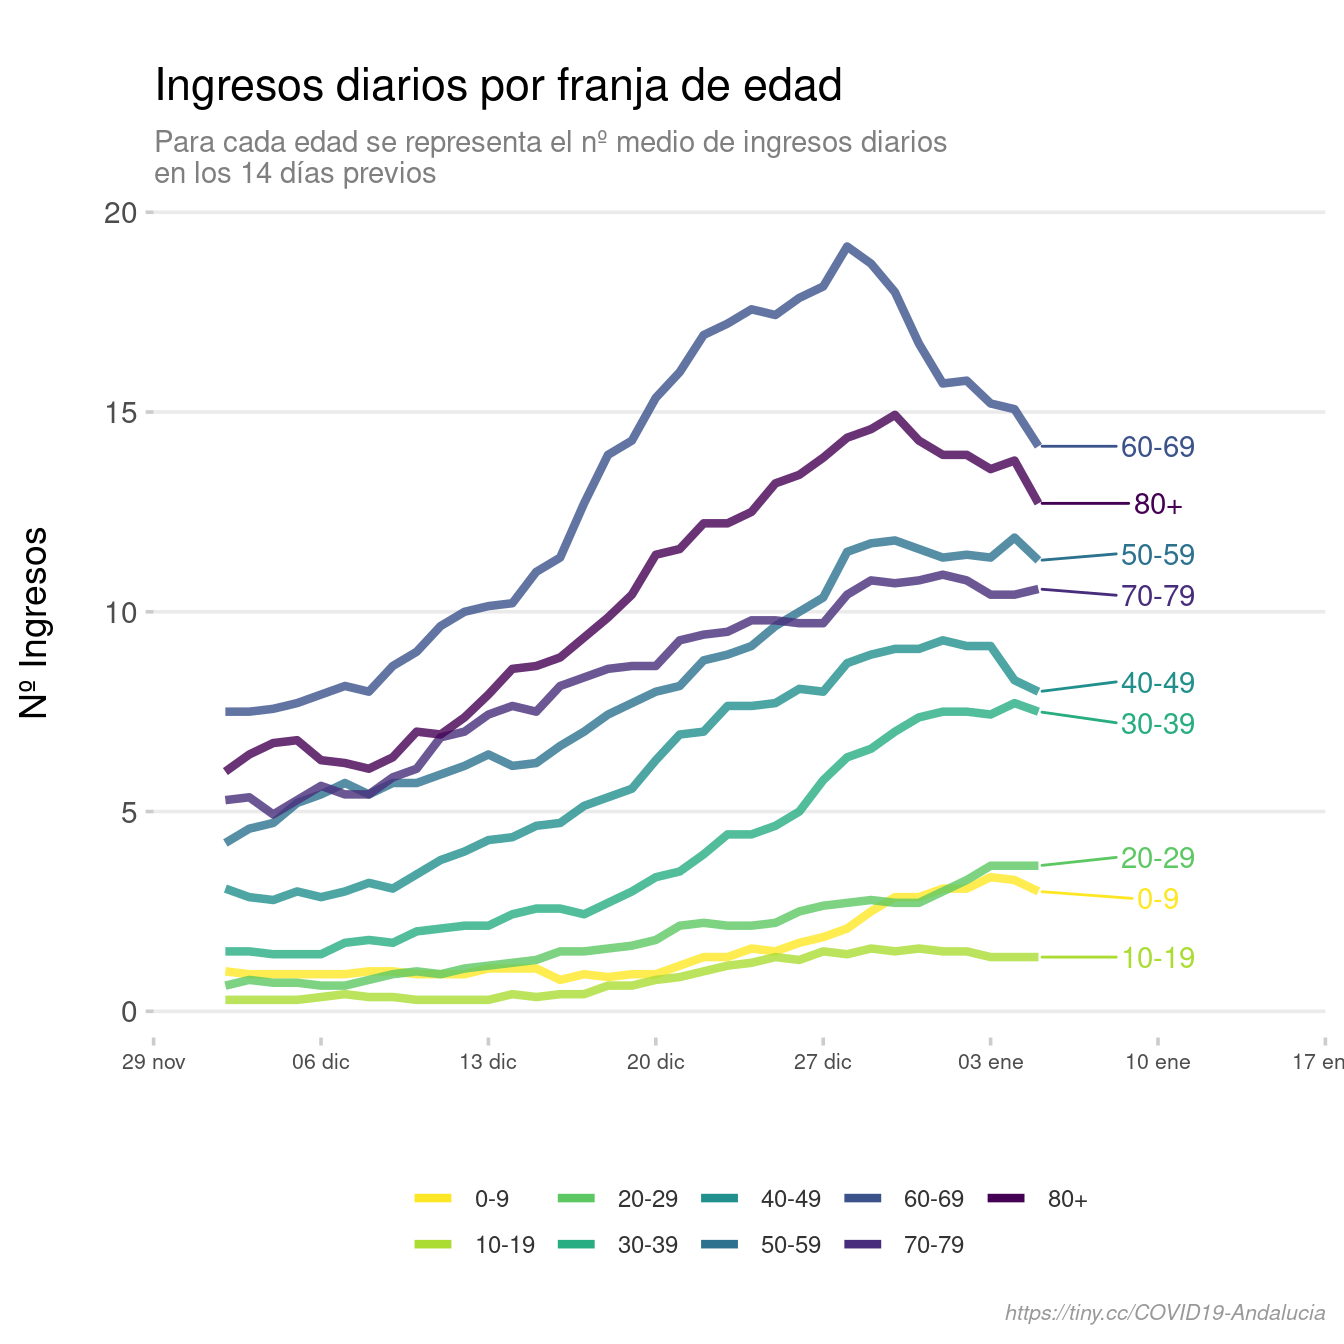 Ingresos diarios por franja de edad
Para cada edad se representa el nº medio de ingresos diarios
en los 14 días previos
Nº Ingresos
20
15
10
5
0
60-69
80+
50-59
70-79
40-49
30-39
20-29
0-9
10-19
29 nov 06 dic 13 dic 20 dic 27 dic 03 ene 10 ene 17 en
0-9 20-29 40-49 60-69 80+
10-19 30-39 50-59 70-79
https://tiny.cc/COVID19-Andalucia